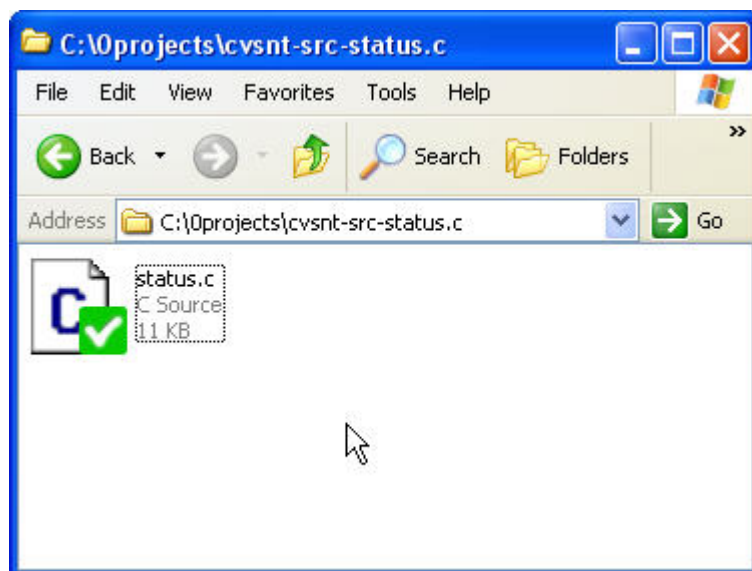 C:\0projects\cvsnt-src-status.c
File Edit View Favorites Tools Help
Back Search Folders »
Address C:\0projects\cvsnt-src-status.c Go
status.c
C Source
11 KB
C